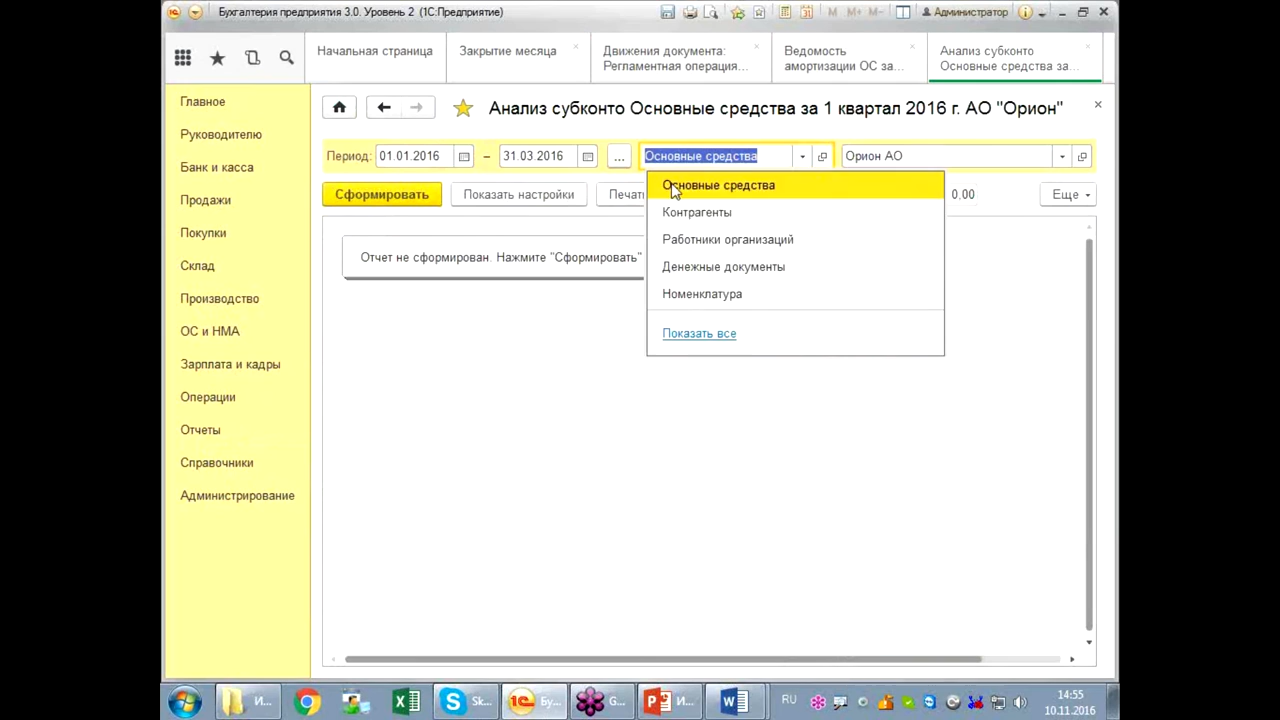 Бухгалтерия предприятия 3.0. Уровень 2 (1С:Предприятие)
M M+ M-
Администратор
Начальная страница
Закрытие месяца
Движения документа:
Регламентная операция...
Ведомость
амортизации ОС за...
Анализ субконто
Основные средства за...
Главное
Руководителю
Банк и касса
Продажи
Покупки
Склад
Производство
ОС и НМА
Зарплата и кадры
Операции
Отчеты
Справочники
Администрирование
Анализ субконто Основные средства за 1 квартал 2016 г. АО "Орион"
Период: 01.01.2016 – 31.03.2016 ... Основные средства Орион АО
Сформировать Показать настройки 0.00 Еще
Отчет не сформирован. Нажмите "Сформировать"
Основные средства
Контрагенты
Работники организаций
Денежные документы
Номенклатура
Показать все
И... Sk... Бу... G... И...
RU
14:55
10.11.2016